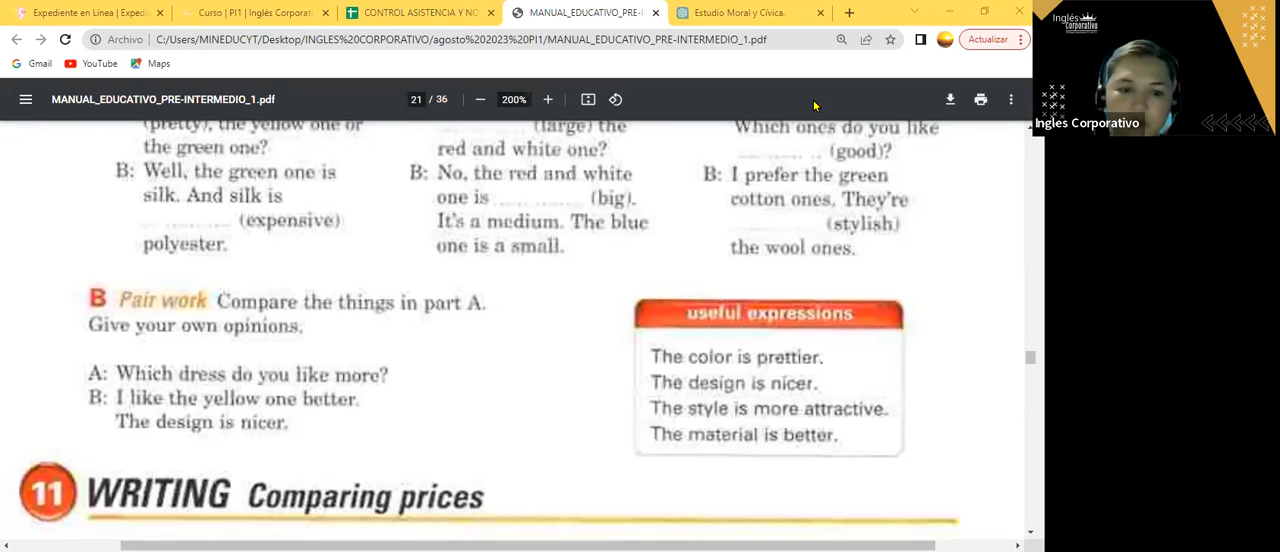 Expediente en Línea | Expedi
Curso | PI1 | Inglés Corporati
CONTROL ASISTENCIA Y NO
MANUAL_EDUCATIVO_PRE-I
Estudio Moral y Cívica.
Archivo
C:/Users/MINEDUCYT/Desktop/INGLES%20CORPORATIVO/agosto%202023%20PI1/MANUAL_EDUCATIVO_PRE-INTERMEDIO_1.pdf
Actualizar
Gmail
YouTube
Maps
MANUAL_EDUCATIVO_PRE-INTERMEDIO_1.pdf
21 / 36
200%
(pretty), the yellow one or
the green one?
B: Well, the green one is
silk. And silk is
............ (expensive)
polyester.
............ (large) the
red and white one?
B: No, the red and white
one is ............ (big).
It's a medium. The blue
one is a small.
Which ones do you like
............ (good)?
B: I prefer the green
cotton ones. They're
............ (stylish)
the wool ones.
B Pair work Compare the things in part A.
Give your own opinions.
A: Which dress do you like more?
B: I like the yellow one better.
The design is nicer.
useful expressions
The color is prettier.
The design is nicer.
The style is more attractive.
The material is better.
11 WRITING Comparing prices
Inglés
Corporativo
Inglés Corporativo